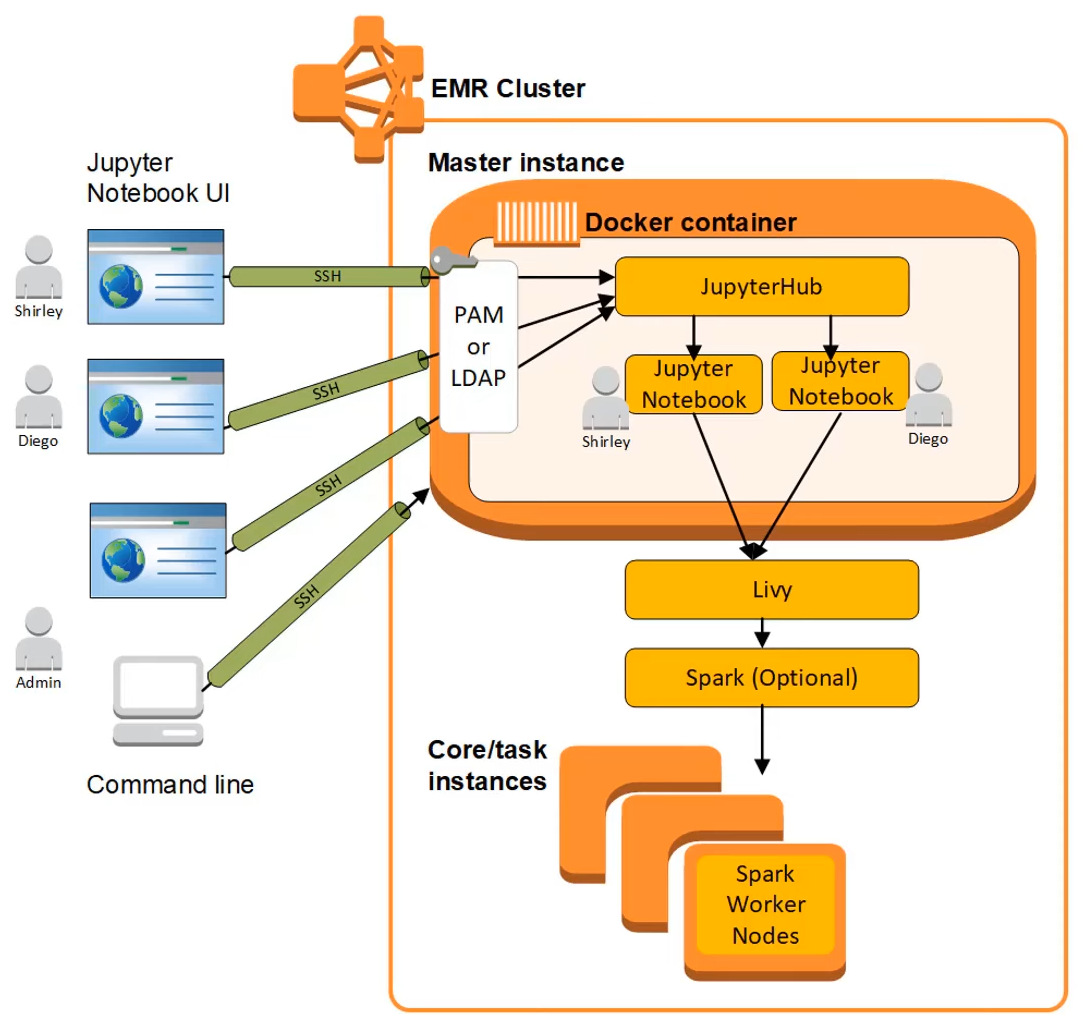 EMR Cluster
Master instance
Jupyter
Notebook UI
Docker container
Shirley
SSH
PAM
or
LDAP
JupyterHub
Diego
SSH
Jupyter
Notebook
Jupyter
Notebook
Shirley
Diego
SSH
SSH
Admin
Livy
Spark (Optional)
Command line
Core/task
instances
Spark
Worker
Nodes